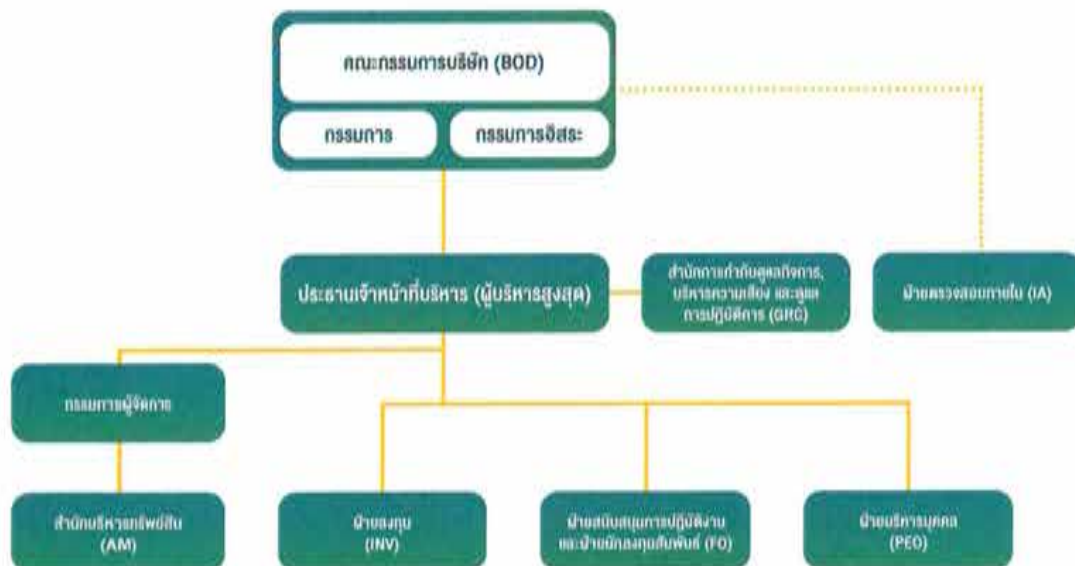 คณะกรรมการบริษัท (BOD)
กรรมการ
กรรมการอิสระ
ประธานเจ้าหน้าที่บริหาร (ผู้บริหารสูงสุด)
สำนักการกำกับดูแลกิจการ,
บริหารความเสี่ยง และดูแล
การปฏิบัติการ (GRC)
ฝ่ายตรวจสอบภายใน (IA)
กรรมการผู้จัดการ
สำนักบริหารทรัพย์สิน
(AM)
ฝ่ายลงทุน
(INV)
ฝ่ายสนับสนุนการปฏิบัติงาน
และฝ่ายนักลงทุนสัมพันธ์ (FO)
ฝ่ายบริหารบุคคล
(PEO)